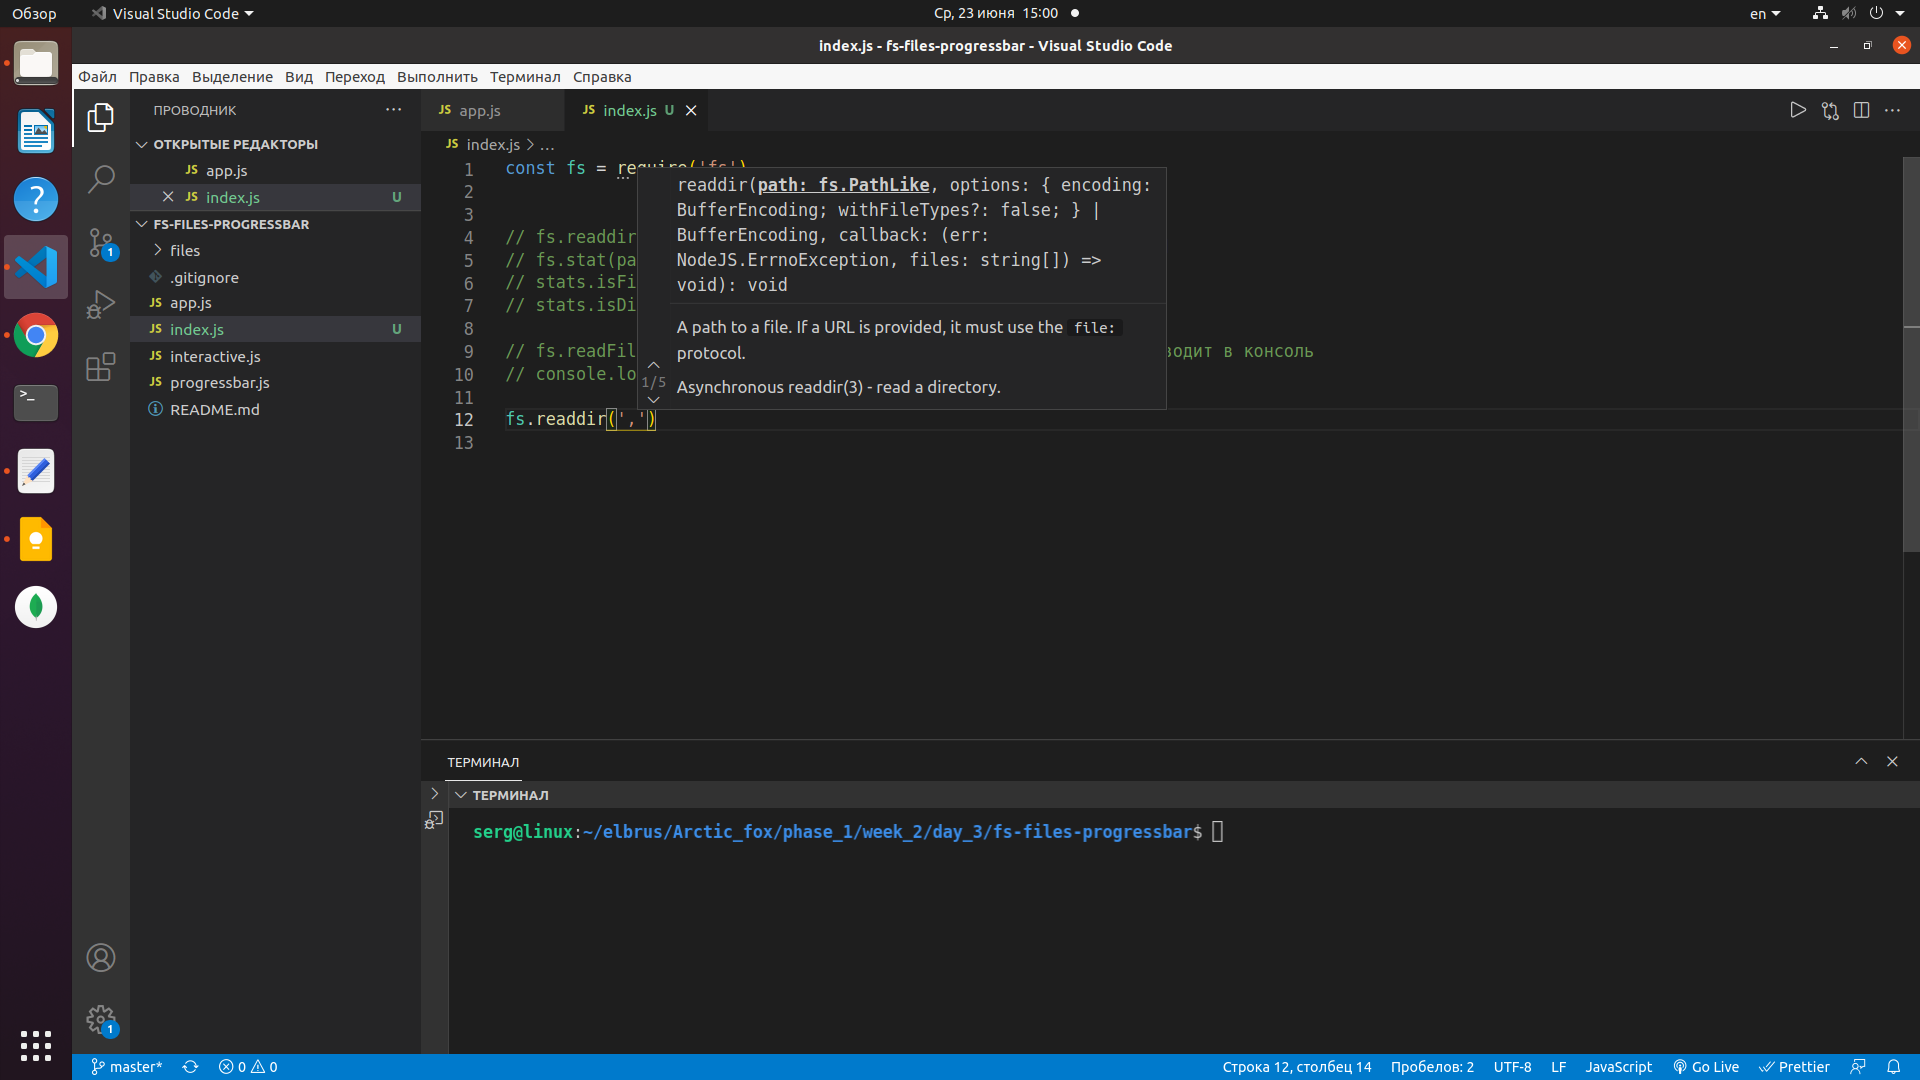 Обзор
Visual Studio Code
Ср, 23 июня 15:00
en
index.js - fs-files-progressbar - Visual Studio Code
Файл Правка Выделение Вид Переход Выполнить Терминал Справка
ПРОВОДНИК
ОТКРЫТЫЕ РЕДАКТОРЫ
JS app.js
JS index.js U
FS-FILES-PROGRESSBAR
files
.gitignore
JS app.js
JS index.js U
JS interactive.js
JS progressbar.js
README.md
1
1
JS app.js
JS index.js U
JS index.js > ...
1 const fs = require('fs')
2
3
4 // fs.readdir
5 // fs.stat(pa
6 // stats.isFi
7 // stats.isDi
8
9 // fs.readFil водит в консоль
10 // console.lo
11
12 fs.readdir(',')
13
readdir(path: fs.PathLike, options: { encoding:
BufferEncoding; withFileTypes?: false; } |
BufferEncoding, callback: (err:
NodeJS.ErrnoException, files: string[]) =>
void): void
A path to a file. If a URL is provided, it must use the file:
protocol.
1/5
Asynchronous readdir(3) - read a directory.
ТЕРМИНАЛ
ТЕРМИНАЛ
serg@linux:~/elbrus/Arctic_fox/phase_1/week_2/day_3/fs-files-progressbar$
master*
0 0
Строка 12, столбец 14
Пробелов: 2
UTF-8
LF
JavaScript
Go Live
Prettier